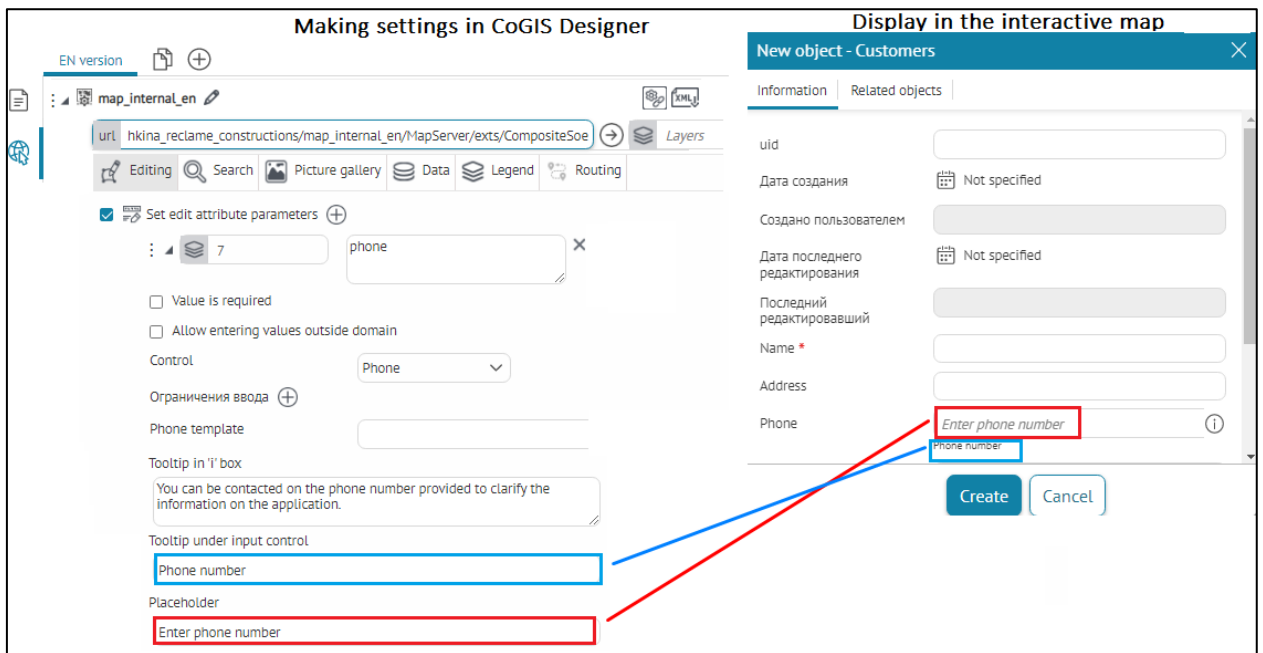 Making settings in CoGIS Designer
EN version
map_internal_en
XML
url hkina_reclame_constructions/map_internal_en/MapServer/exts/CompositeSoe
Layers
Editing Search Picture gallery Data Legend Routing
Set edit attribute parameters
7 phone
Value is required
Allow entering values outside domain
Control Phone
Ограничения ввода
Phone template
Tooltip in 'i' box
You can be contacted on the phone number provided to clarify the
information on the application.
Tooltip under input control
Phone number
Placeholder
Enter phone number
Display in the interactive map
New object - Customers
Information Related objects
uid
Дата создания Not specified
Создано пользователем
Дата последнего
редактирования
Not specified
Последний
редактировавший
Name *
Address
Phone Enter phone number
Phone number
Create Cancel